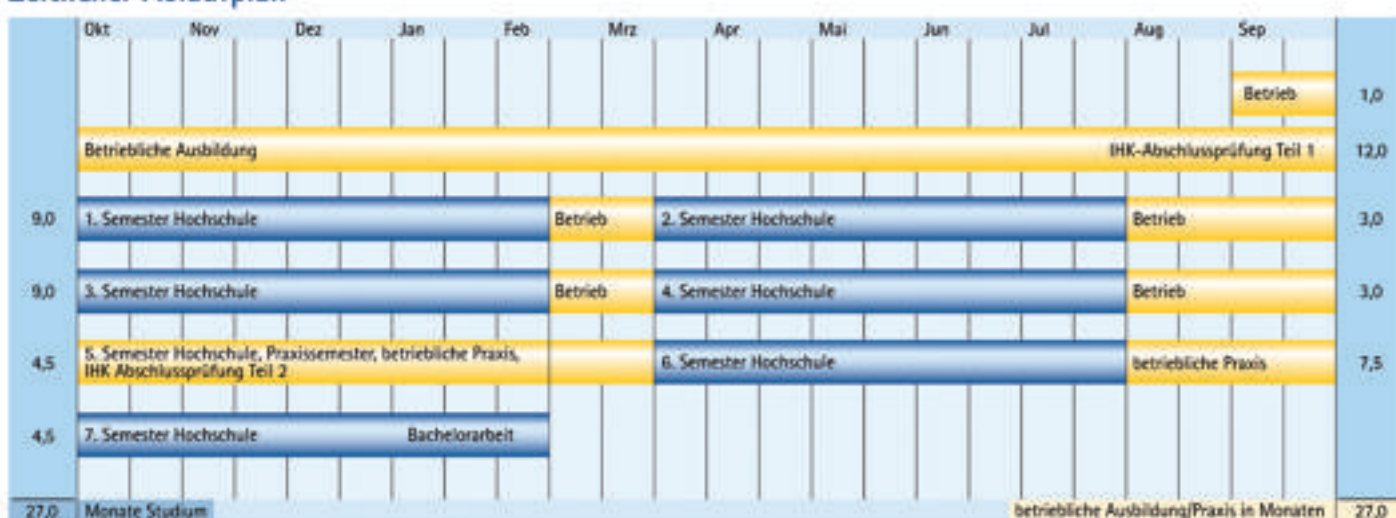 Okt Nov Dez Jan Feb Mrz Apr Mai Jun Jul Aug Sep
Betrieb 1,0
Betriebliche Ausbildung IHK-Abschlussprüfung Teil 1 12,0
9,0 1. Semester Hochschule Betrieb 2. Semester Hochschule Betrieb 3,0
9,0 3. Semester Hochschule Betrieb 4. Semester Hochschule Betrieb 3,0
4,5 5. Semester Hochschule, Praxissemester, betriebliche Praxis,
IHK Abschlussprüfung Teil 2 6. Semester Hochschule betriebliche Praxis 7,5
4,5 7. Semester Hochschule Bachelorarbeit
27,0 Monate Studium betriebliche Ausbildung/Praxis in Monaten 27,0